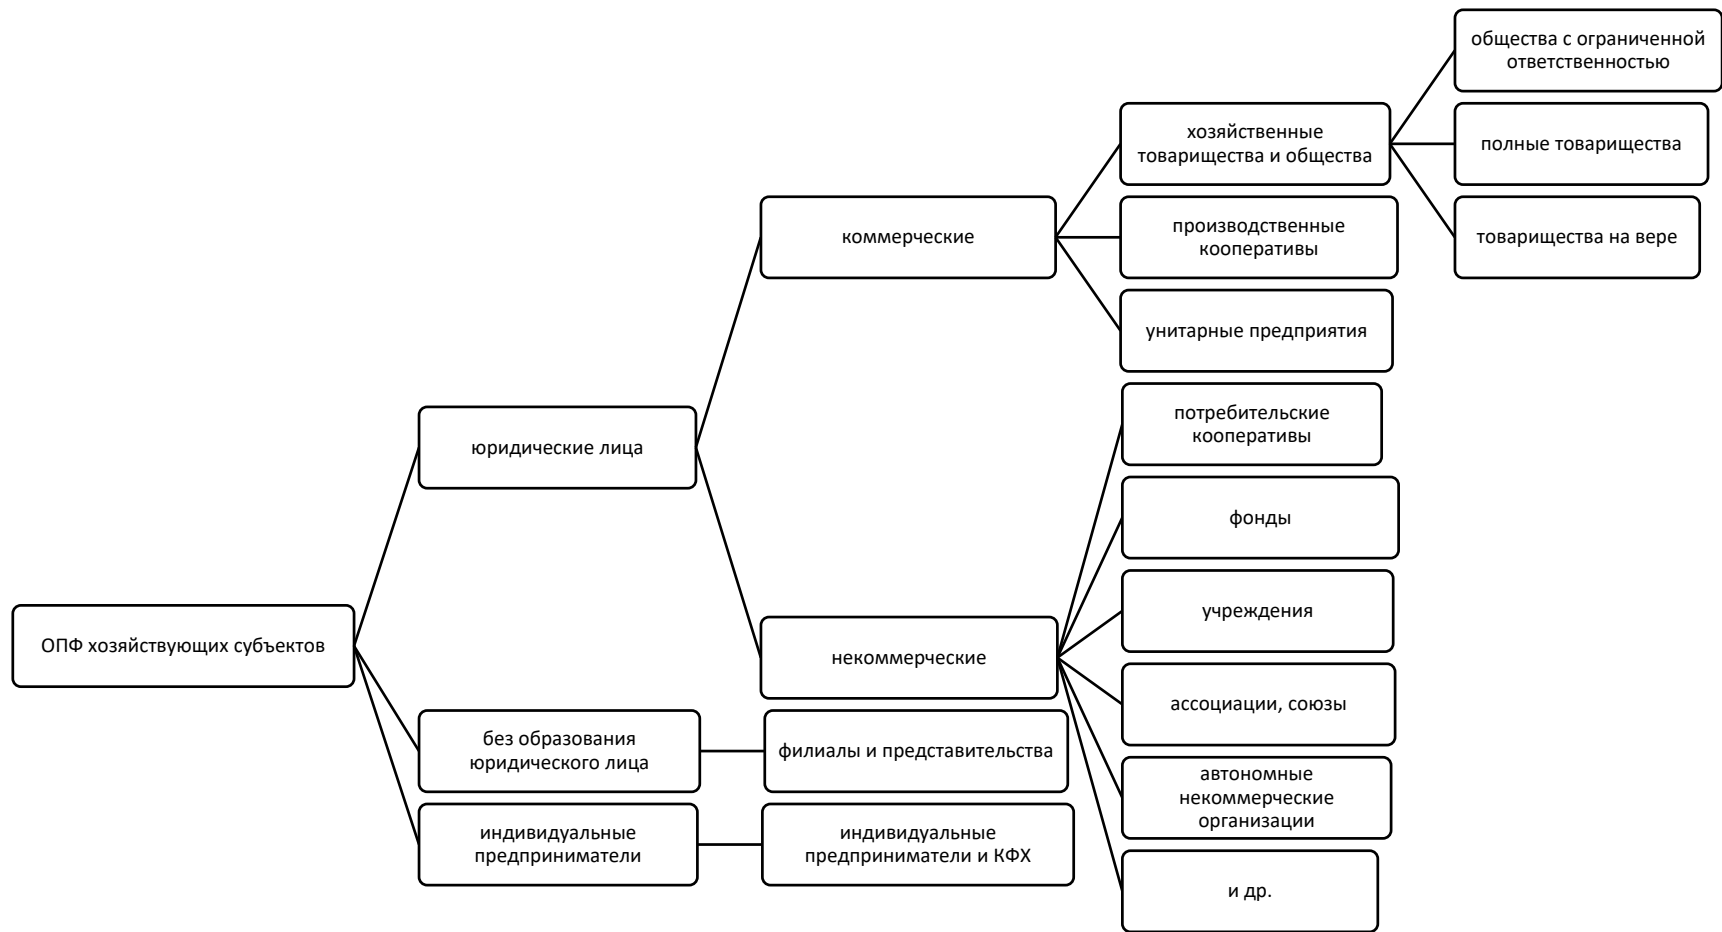 ОПФ хозяйствующих субъектов
юридические лица
коммерческие
хозяйственные
товарищества и общества
общества с ограниченной
ответственностью
полные товарищества
товарищества на вере
производственные
кооперативы
унитарные предприятия
некоммерческие
потребительские
кооперативы
фонды
учреждения
ассоциации, союзы
автономные
некоммерческие
организации
и др.
без образования
юридического лица
филиалы и представительства
индивидуальные
предприниматели
индивидуальные
предприниматели и КФХ